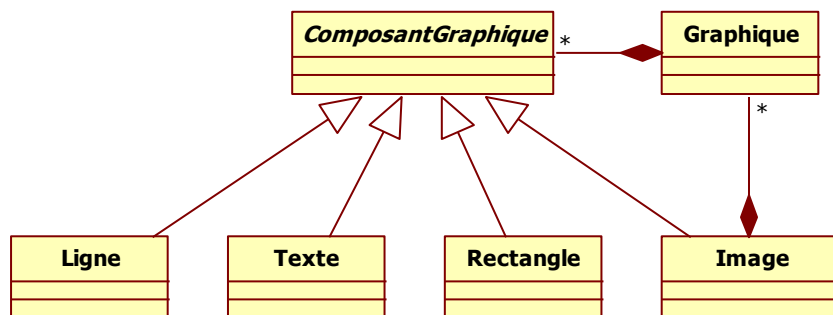 ComposantGraphique
*
Graphique
*
Ligne
Texte
Rectangle
Image